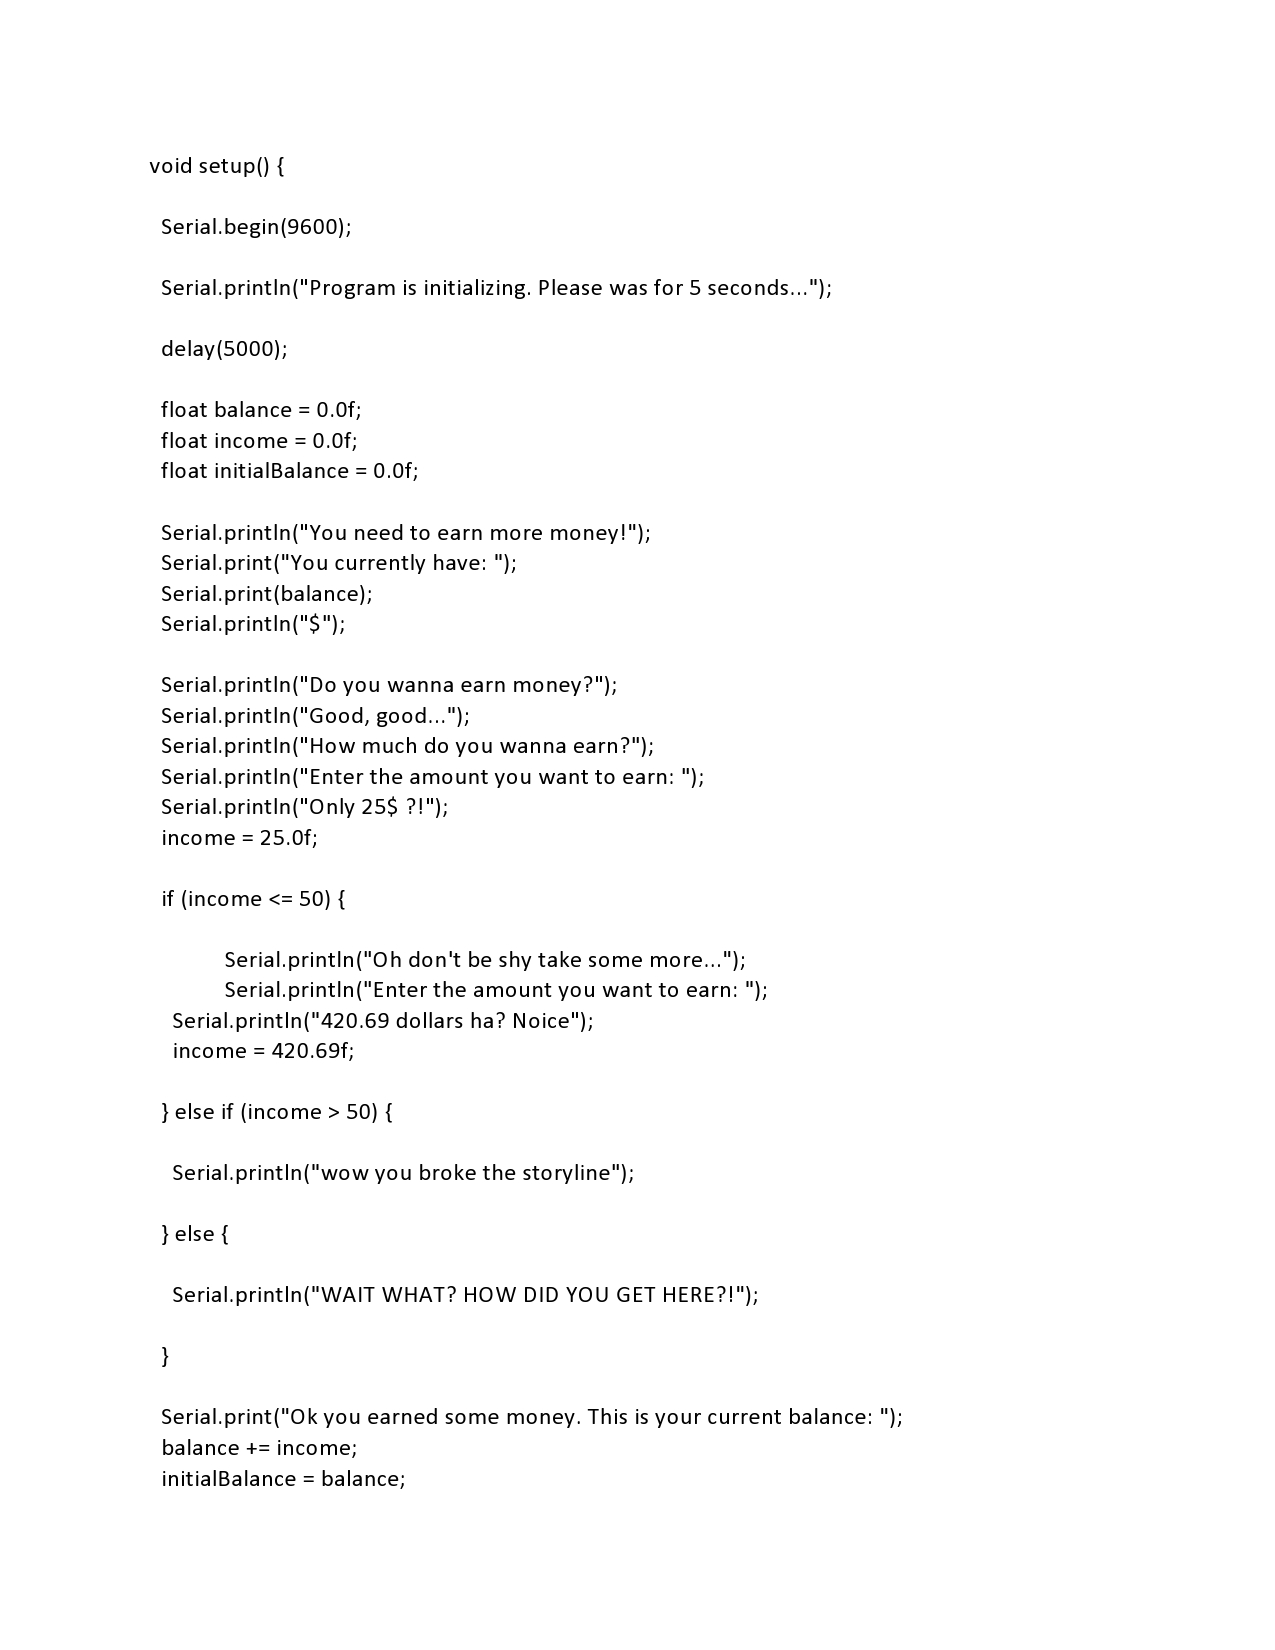 void setup() {
Serial.begin(9600);
Serial.println("Program is initializing. Please was for 5 seconds...");
delay(5000);
float balance = 0.0f;
float income = 0.0f;
float initialBalance = 0.0f;
Serial.println("You need to earn more money!");
Serial.print("You currently have: ");
Serial.print(balance);
Serial.println("$");
Serial.println("Do you wanna earn money?");
Serial.println("Good, good...");
Serial.println("How much do you wanna earn?");
Serial.println("Enter the amount you want to earn: ");
Serial.println("Only 25$ ?!");
income = 25.0f;
if (income <= 50) {
Serial.println("Oh don't be shy take some more...");
Serial.println("Enter the amount you want to earn: ");
Serial.println("420.69 dollars ha? Noice");
income = 420.69f;
} else if (income > 50) {
Serial.println("wow you broke the storyline");
} else {
Serial.println("WAIT WHAT? HOW DID YOU GET HERE?!");
}
Serial.print("Ok you earned some money. This is your current balance: ");
balance += income;
initialBalance = balance;